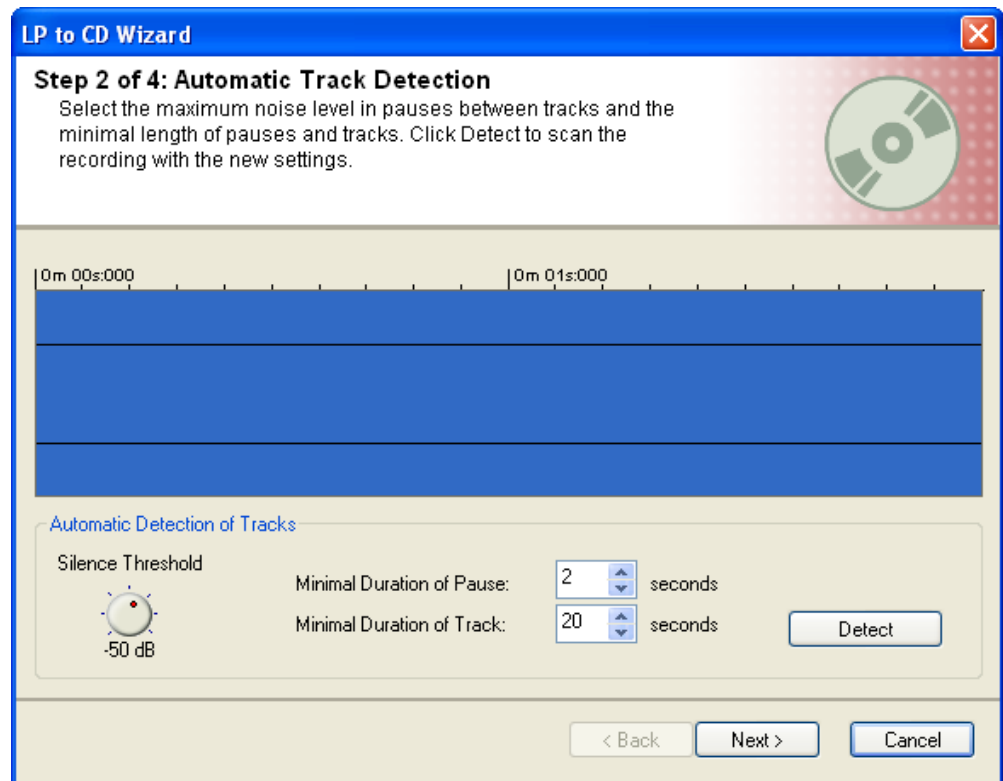 LP to CD Wizard
Step 2 of 4: Automatic Track Detection
Select the maximum noise level in pauses between tracks and the
minimal length of pauses and tracks. Click Detect to scan the
recording with the new settings.
0m 00s:000 0m 01s:000
Automatic Detection of Tracks
Silence Threshold
-50 dB
Minimal Duration of Pause: 2 seconds
Minimal Duration of Track: 20 seconds
Detect
< Back Next > Cancel